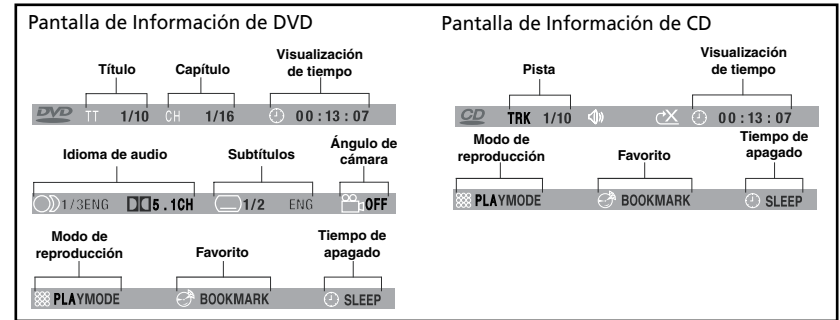 Pantalla de Información de DVD
Título
Capítulo
Visualización
de tiempo
DVD TT 1/10 CH 1/16 00:13:07
Idioma de audio
Subtítulos
Ángulo de
cámara
1/3ENG DD5.1CH 1/2 ENG OFF
Modo de
reproducción
Favorito
Tiempo de
apagado
PLAYMODE BOOKMARK SLEEP
Pantalla de Información de CD
Pista
Visualización
de tiempo
CD TRK 1/10 X 00:13:07
Modo de
reproducción
Favorito
Tiempo de
apagado
PLAYMODE BOOKMARK SLEEP